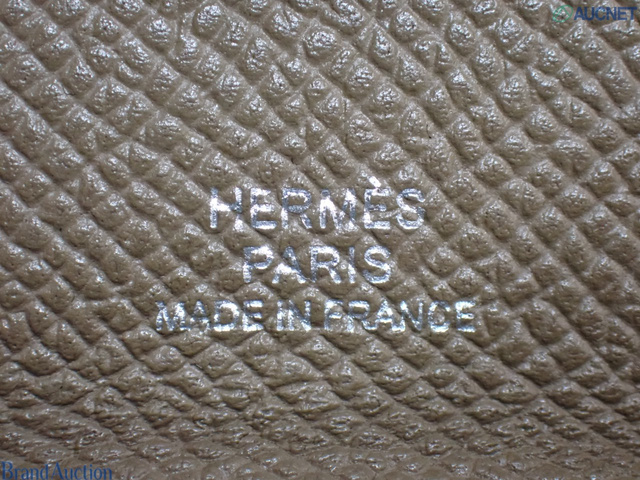 AUCNET
HERMÈS
PARIS
MADE IN FRANCE
Brand Auction